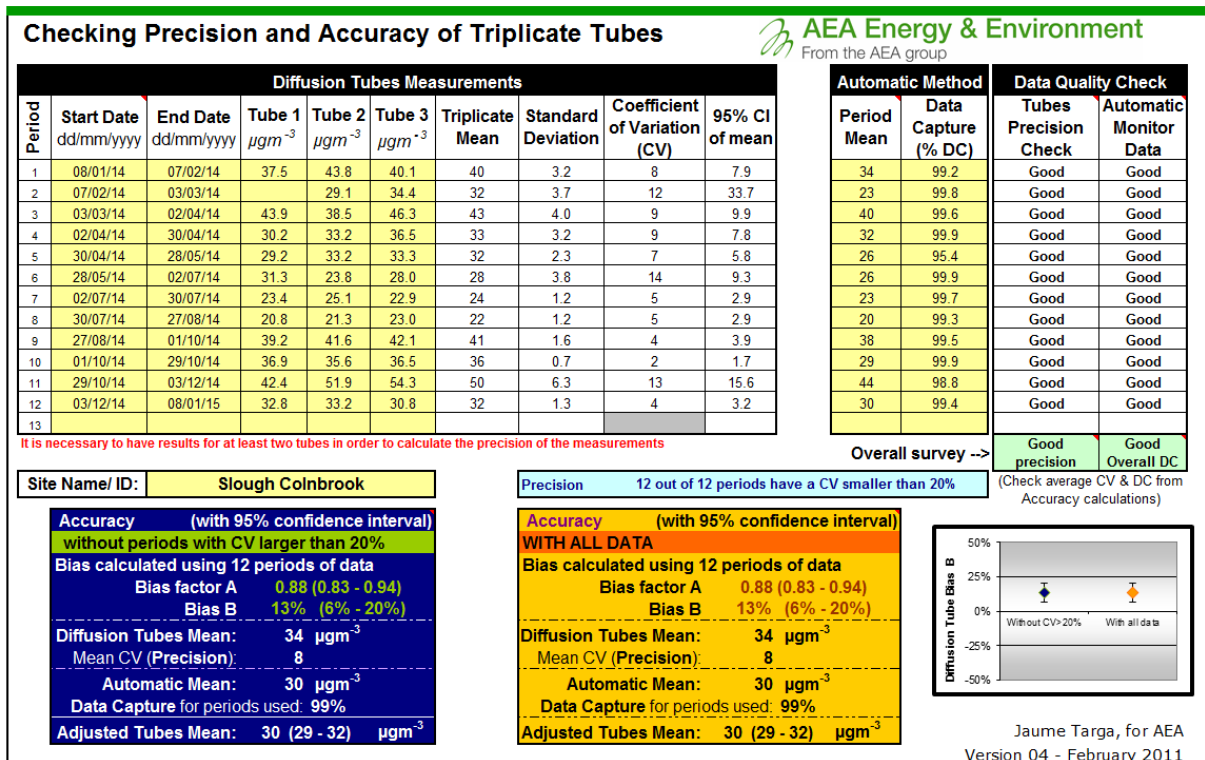 Checking Precision and Accuracy of Triplicate Tubes
AEA Energy & Environment
From the AEA group
Diffusion Tubes Measurements
Automatic Method
Data Quality Check
Period Start Date dd/mm/yyyy End Date dd/mm/yyyy Tube 1 µgm-3 Tube 2 µgm-3 Tube 3 µgm-3 Triplicate Mean Standard Deviation Coefficient of Variation (CV) 95% CI of mean Period Mean Data Capture (% DC) Tubes Precision Check Automatic Monitor Data
1 08/01/14 07/02/14 37.5 43.8 40.1 40 3.2 8 7.9 34 99.2 Good Good
2 07/02/14 03/03/14 29.1 34.4 32 3.7 12 33.7 23 99.8 Good Good
3 03/03/14 02/04/14 43.9 38.5 46.3 43 4.0 9 9.9 40 99.6 Good Good
4 02/04/14 30/04/14 30.2 33.2 36.5 33 3.2 9 7.8 32 99.9 Good Good
5 30/04/14 28/05/14 29.2 33.2 33.3 32 2.3 7 5.8 26 95.4 Good Good
6 28/05/14 02/07/14 31.3 23.8 28.0 28 3.8 14 9.3 26 99.9 Good Good
7 02/07/14 30/07/14 23.4 25.1 22.9 24 1.2 5 2.9 23 99.7 Good Good
8 30/07/14 27/08/14 20.8 21.3 23.0 22 1.2 5 2.9 20 99.3 Good Good
9 27/08/14 01/10/14 39.2 41.6 42.1 41 1.6 4 3.9 38 99.5 Good Good
10 01/10/14 29/10/14 36.9 35.6 36.5 36 0.7 2 1.7 29 99.9 Good Good
11 29/10/14 03/12/14 42.4 51.9 54.3 50 6.3 13 15.6 44 98.8 Good Good
12 03/12/14 08/01/15 32.8 33.2 30.8 32 1.3 4 3.2 30 99.4 Good Good
13
It is necessary to have results for at least two tubes in order to calculate the precision of the measurements
Overall survey --> Good precision Good Overall DC
Site Name/ ID: Slough Colnbrook
Precision 12 out of 12 periods have a CV smaller than 20%
(Check average CV & DC from
Accuracy calculations)
Accuracy (with 95% confidence interval)
without periods with CV larger than 20%
Bias calculated using 12 periods of data
Bias factor A 0.88 (0.83 - 0.94)
Bias B 13% (6% - 20%)
Diffusion Tubes Mean: 34 µgm-3
Mean CV (Precision): 8
Automatic Mean: 30 µgm-3
Data Capture for periods used: 99%
Adjusted Tubes Mean: 30 (29 - 32) µgm-3
Accuracy (with 95% confidence interval)
WITH ALL DATA
Bias calculated using 12 periods of data
Bias factor A 0.88 (0.83 - 0.94)
Bias B 13% (6% - 20%)
Diffusion Tubes Mean: 34 µgm-3
Mean CV (Precision): 8
Automatic Mean: 30 µgm-3
Data Capture for periods used: 99%
Adjusted Tubes Mean: 30 (29 - 32) µgm-3
Diffusion Tube Bias B
50%
25%
0%
-25%
-50%
Without CV>20% With all data
Jaume Targa, for AEA
Version 04 - February 2011